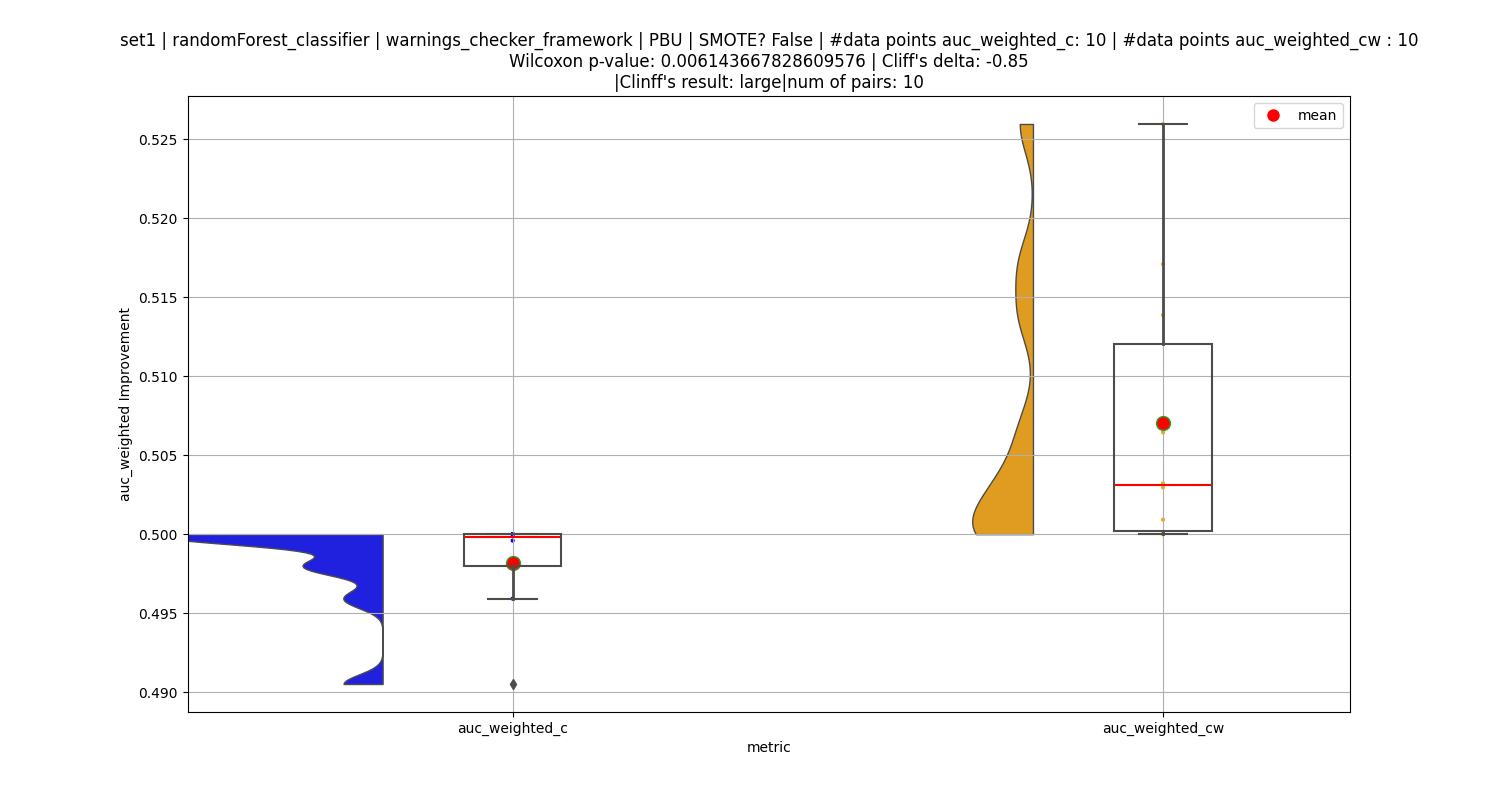 set1 | randomForest_classifier | warnings_checker_framework | PBU | SMOTE? False | #data points auc_weighted_c: 10 | #data points auc_weighted_cw : 10
Wilcoxon p-value: 0.006143667828609576 | Cliff's delta: -0.85
|Clinff's result: large|num of pairs: 10
mean
0.525
0.520
0.515
0.510
0.505
0.500
0.495
0.490
auc_weighted Improvement
auc_weighted_c
auc_weighted_cw
metric